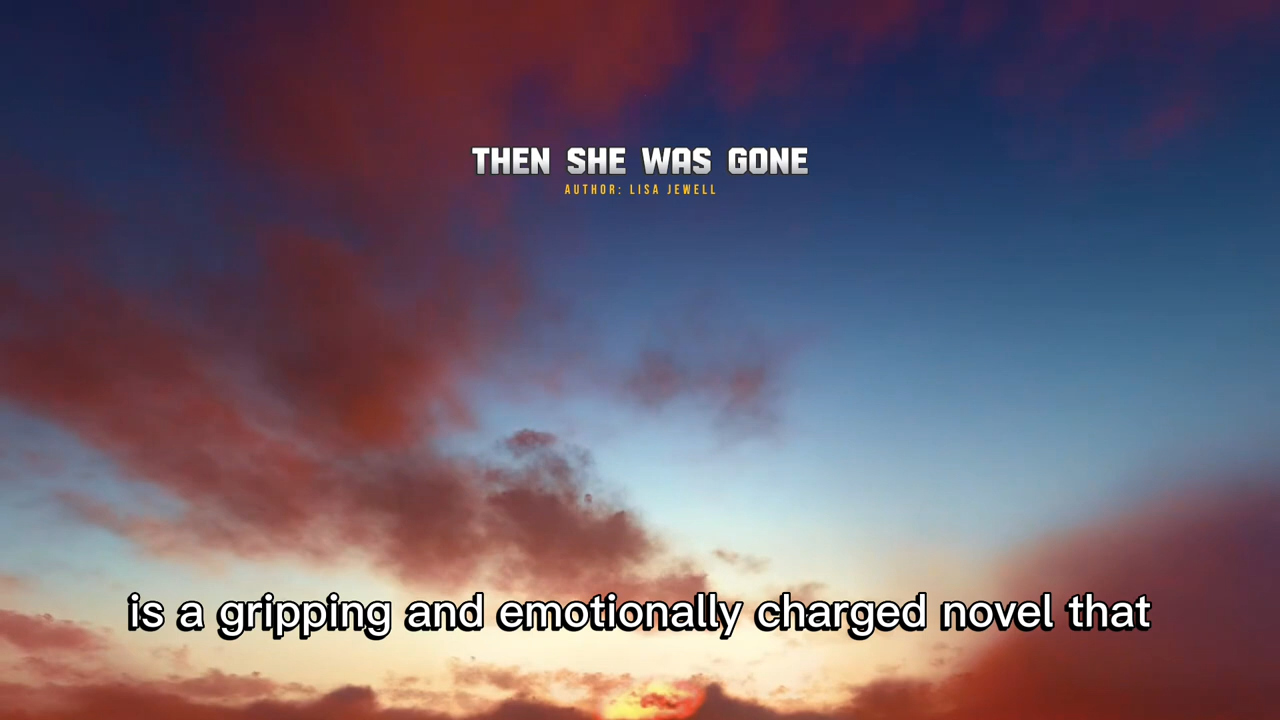 THEN SHE WAS GONE
AUTHOR: LISA JEWELL
is a gripping and emotionally charged novel that